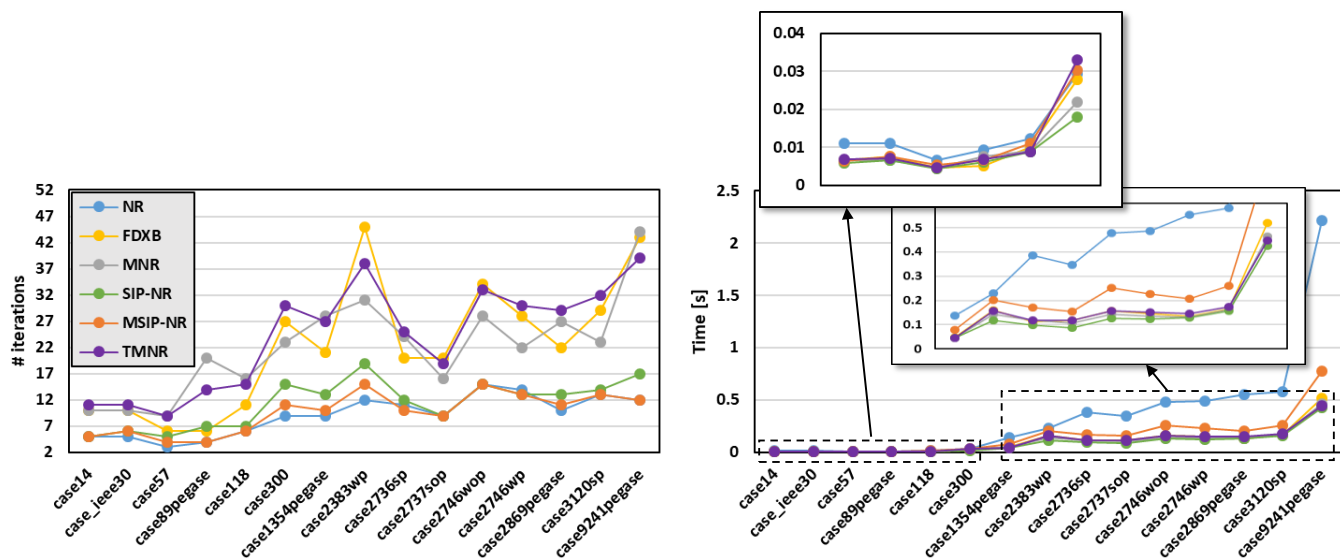 52
47
42
37
32
27
22
17
12
7
2
# iterations
NR
FDXB
MNR
SIP-NR
MSIP-NR
TMNR
case14
case_ieee30
case57
case89pegase
case118
case300
case1354pegase
case2383wp
case2736sp
case2737sop
case2746wop
case2746wp
case2869pegase
case3120sp
case9241pegase
0.04
0.03
0.02
0.01
0
0.5
0.4
0.3
0.2
0.1
0
2.5
2
1.5
1
0.5
0
Time [s]
case14
case_ieee30
case57
case89pegase
case118
case300
case1354pegase
case2383wp
case2736sp
case2737sop
case2746wop
case2746wp
case2869pegase
case3120sp
case9241pegase